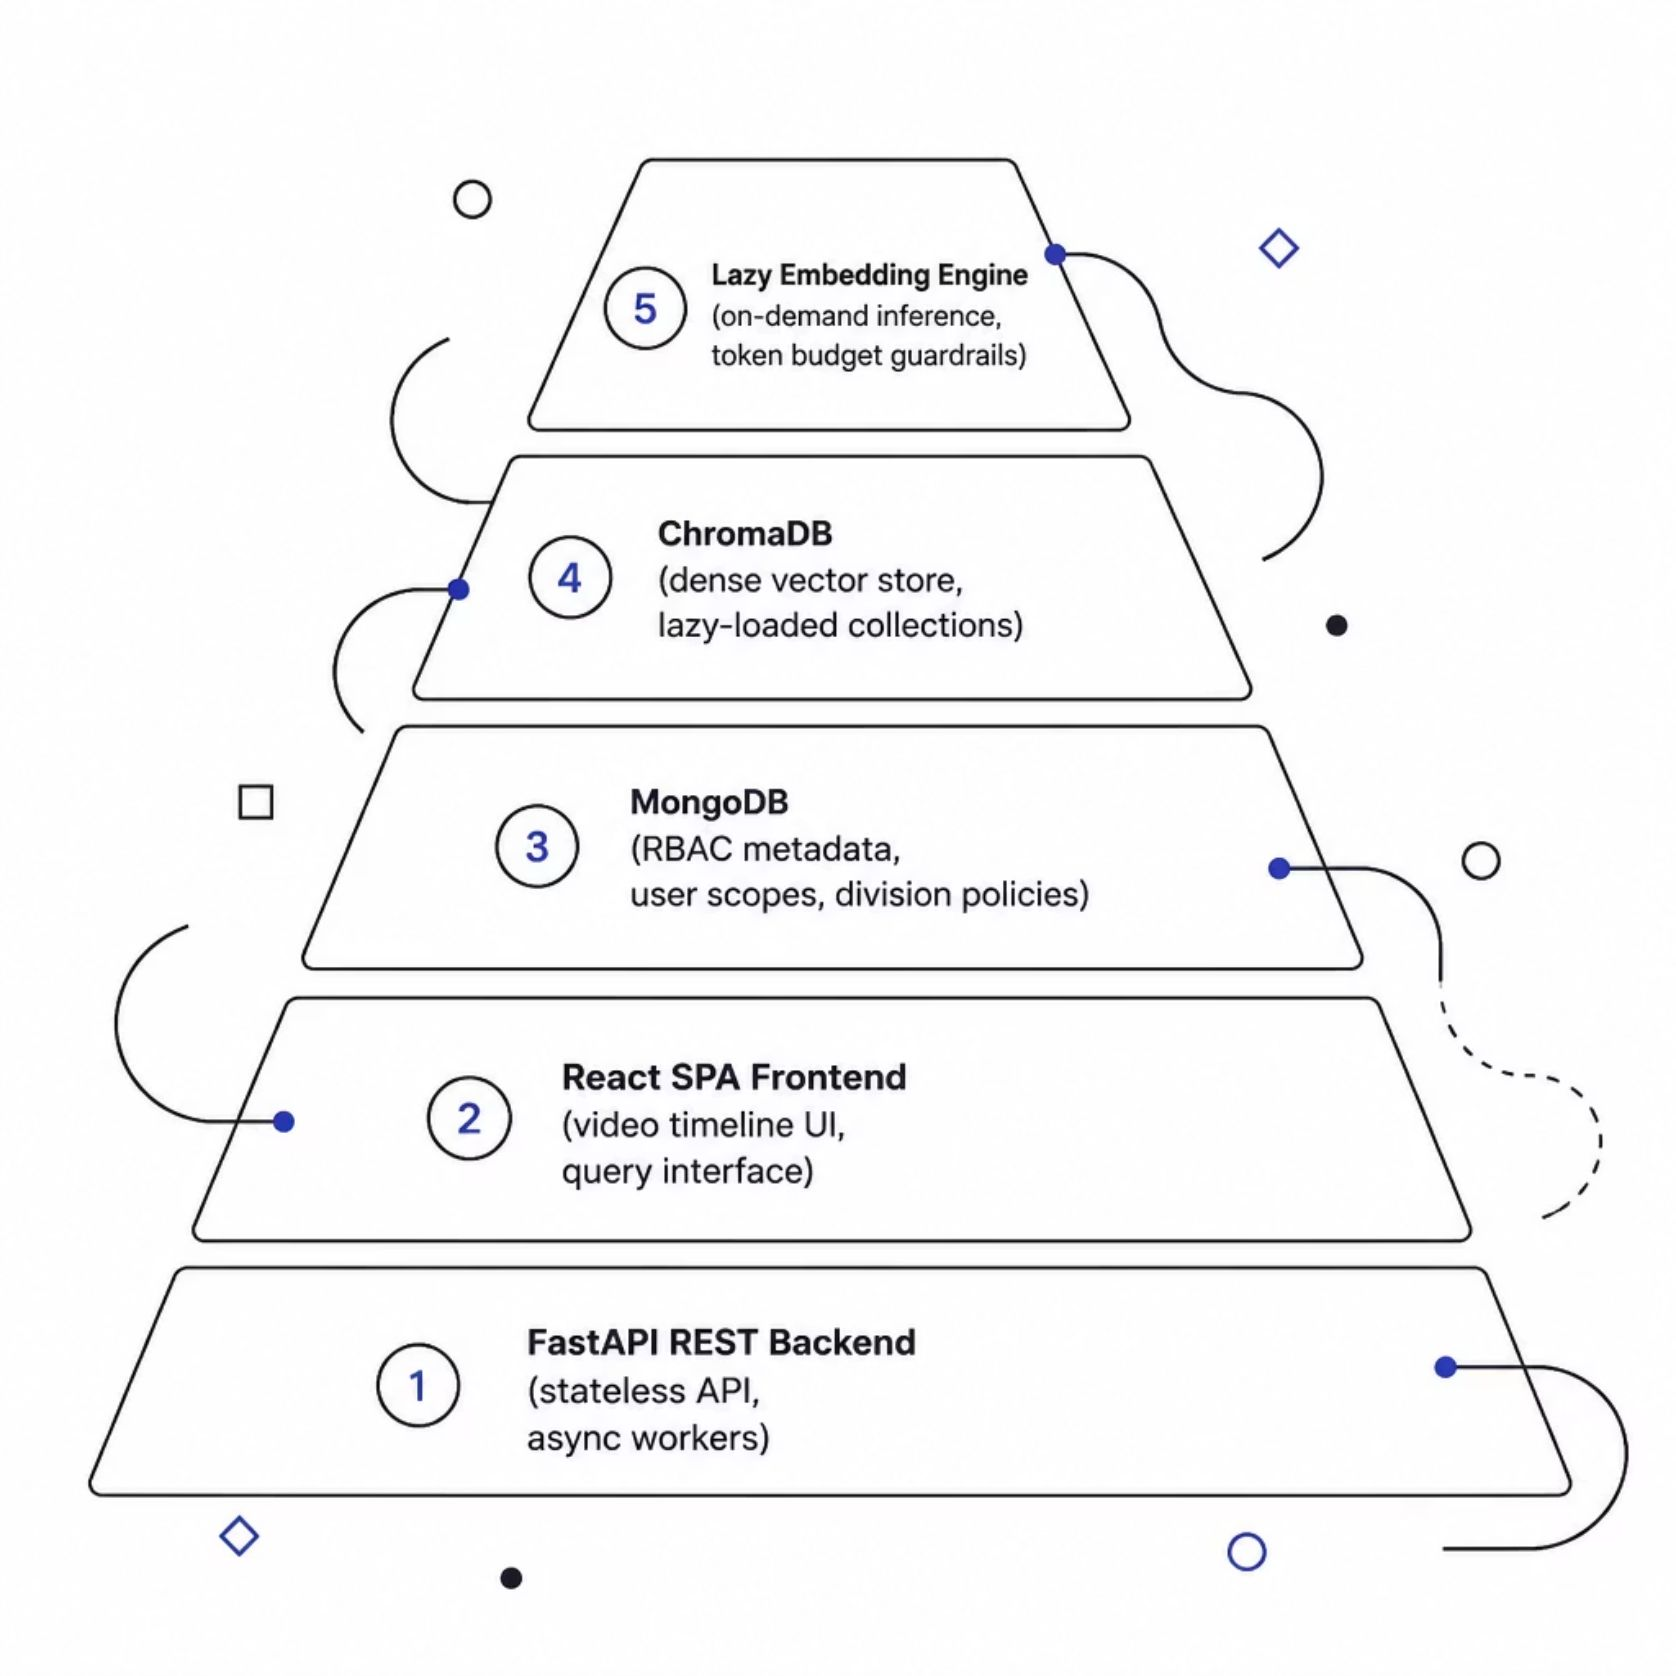 5
Lazy Embedding Engine
(on-demand inference,
token budget guardrails)
4
ChromaDB
(dense vector store,
lazy-loaded collections)
3
MongoDB
(RBAC metadata,
user scopes, division policies)
2
React SPA Frontend
(video timeline UI,
query interface)
1
FastAPI REST Backend
(stateless API,
async workers)